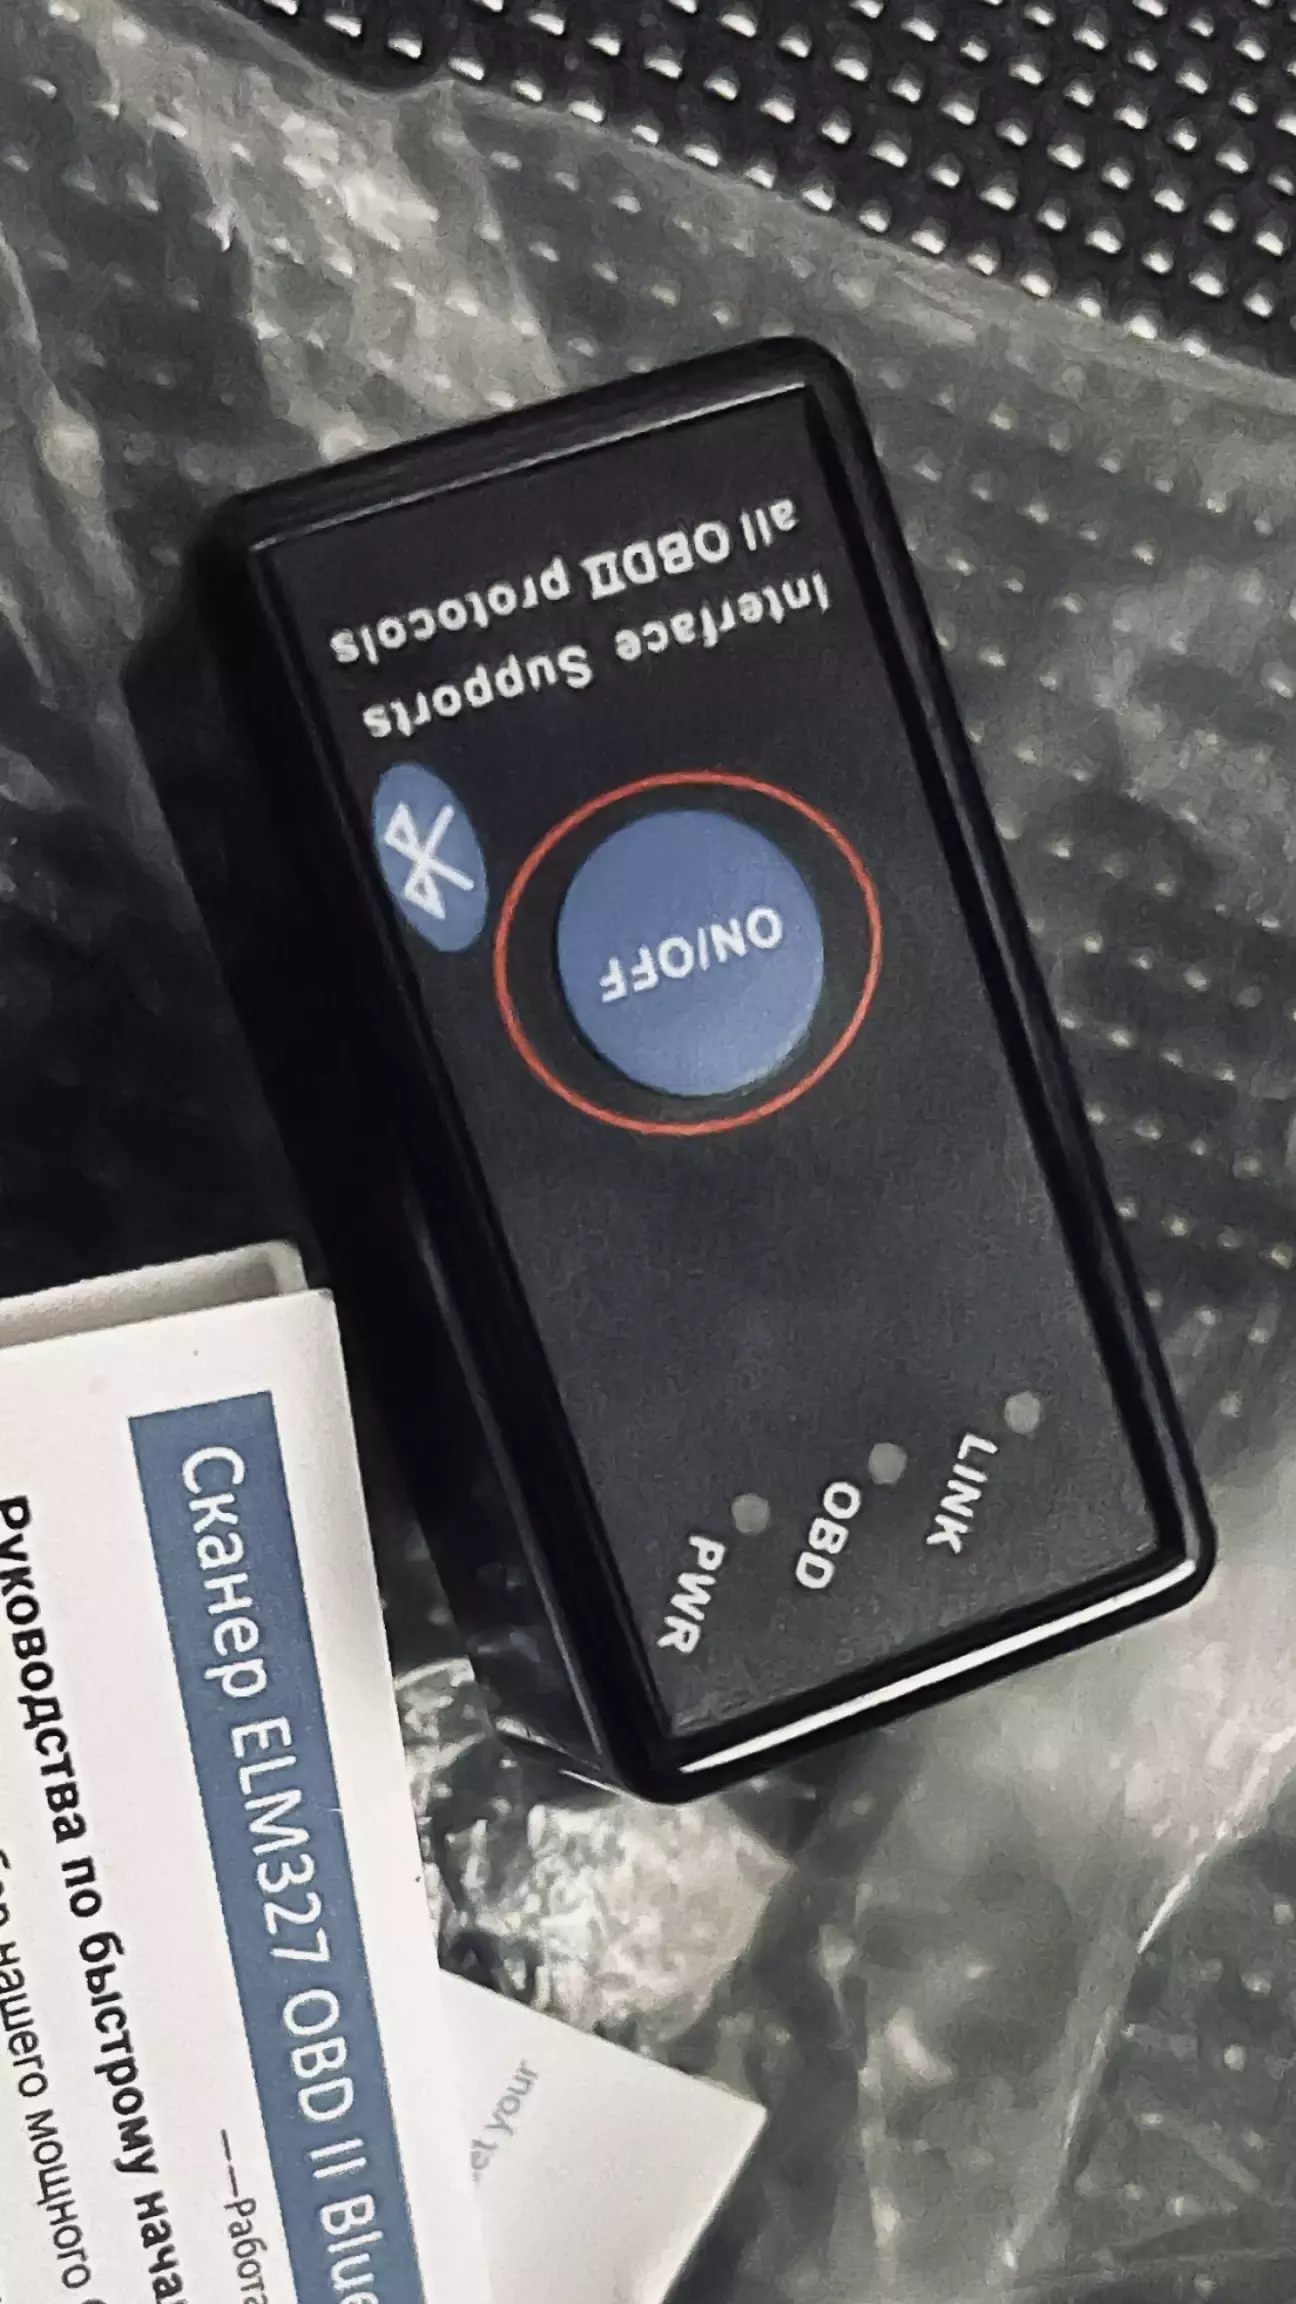 Interface Supports
all OBDII protocols
ON/OFF
LINK
OBD
PWR
Сканер ELM327 OBD II Blue
Руководства по быстрому нача
нашего мощного
——Работа
your